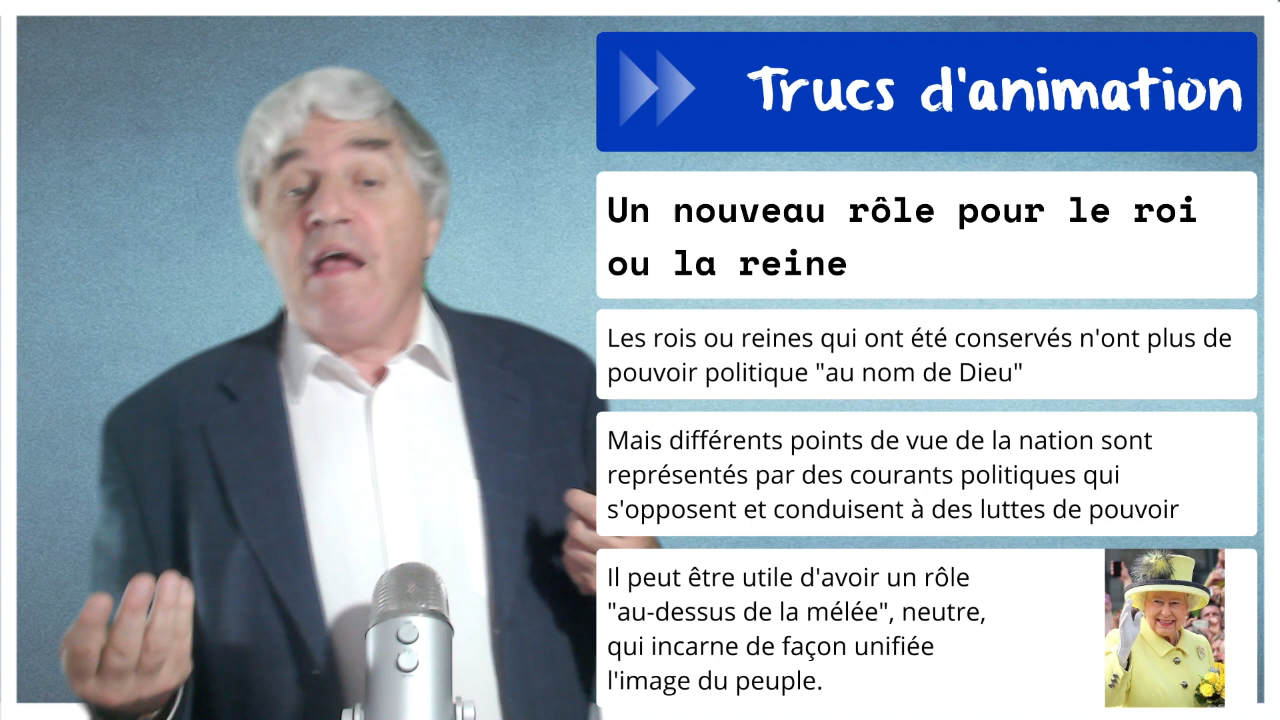 Trucs d'animation
Un nouveau rôle pour le roi
ou la reine
Les rois ou reines qui ont été conservés n'ont plus de
pouvoir politique "au nom de Dieu"
Mais différents points de vue de la nation sont
représentés par des courants politiques qui
s'opposent et conduisent à des luttes de pouvoir
Il peut être utile d'avoir un rôle
"au-dessus de la mélée", neutre,
qui incarne de façon unifiée
l'image du peuple.